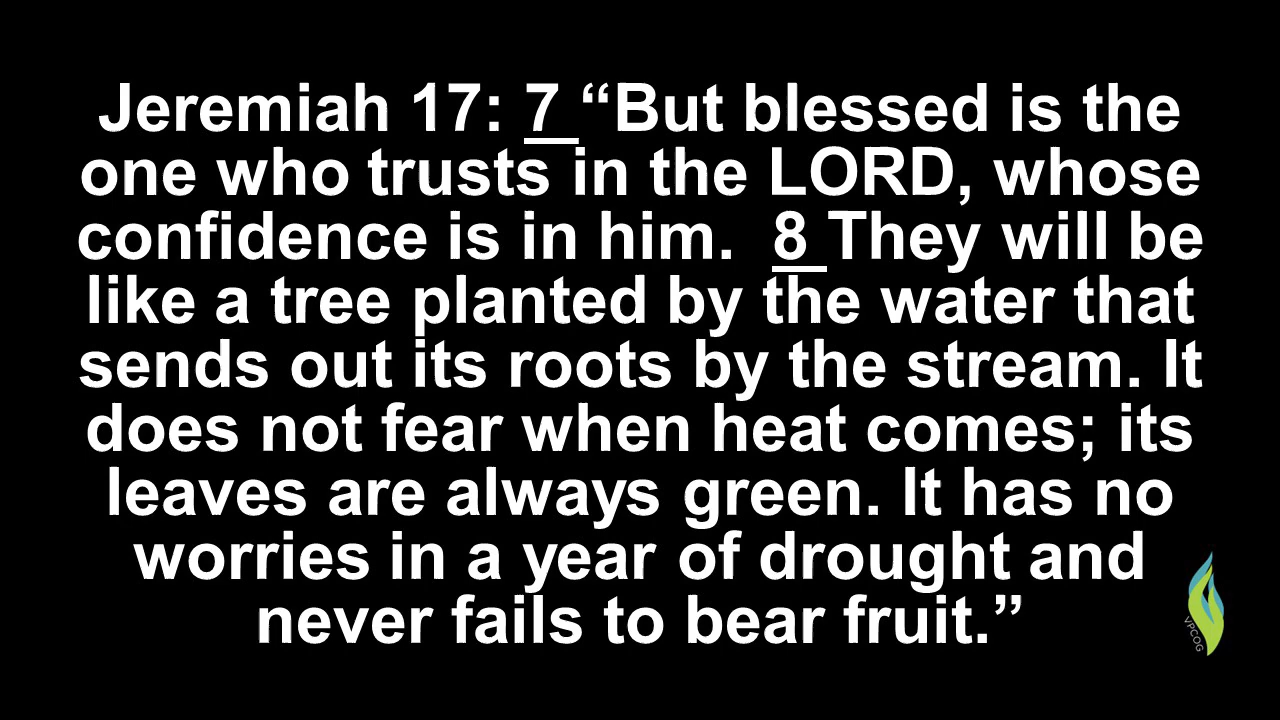 Jeremiah 17: 7 “But blessed is the
one who trusts in the LORD, whose
confidence is in him.  8 They will be
like a tree planted by the water that
sends out its roots by the stream. It
does not fear when heat comes; its
leaves are always green. It has no
worries in a year of drought and
never fails to bear fruit.”
VPCOG